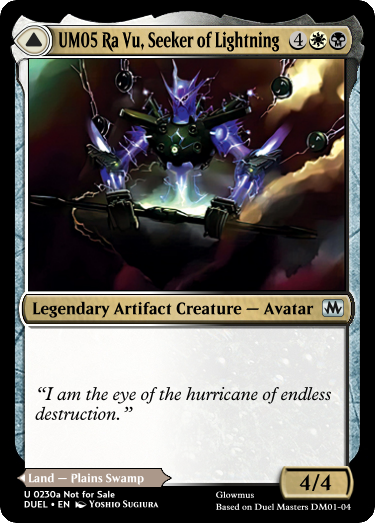 UM05 Ra Vu, Seeker of Lightning 4
Legendary Artifact Creature — Avatar
“I am the eye of the hurricane of endless
destruction.”
Land — Plains Swamp
4/4
U 0230a Not for Sale
DUEL • EN Yoshio Sugiura
Glowmus
Based on Duel Masters DM01-04